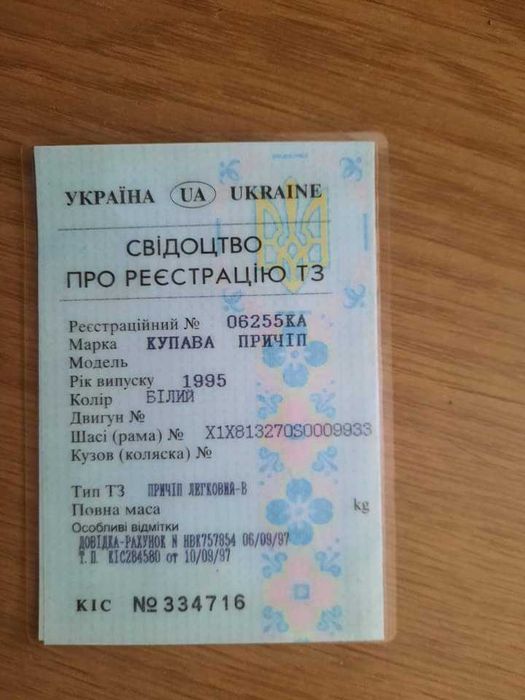 УКРАЇНА UA UKRAINE
СВІДОЦТВО
ПРО РЕЄСТРАЦІЮ ТЗ
Реєстраційний № 06255КА
Марка КУПАВА ПРИЧІП
Модель
Рік випуску 1995
Колір БІЛИЙ
Двигун №
Шасі (рама) № X1X813270S0009933
Кузов (коляска) №
Тип ТЗ ПРИЧІП ЛЕГКОВИЙ-В
Повна маса kg
Особливі відмітки
ДОВІДКА-РАХУНОК N НВК757854 06/09/97
Т.П. КІС284580 от 10/09/97
КІС №334716